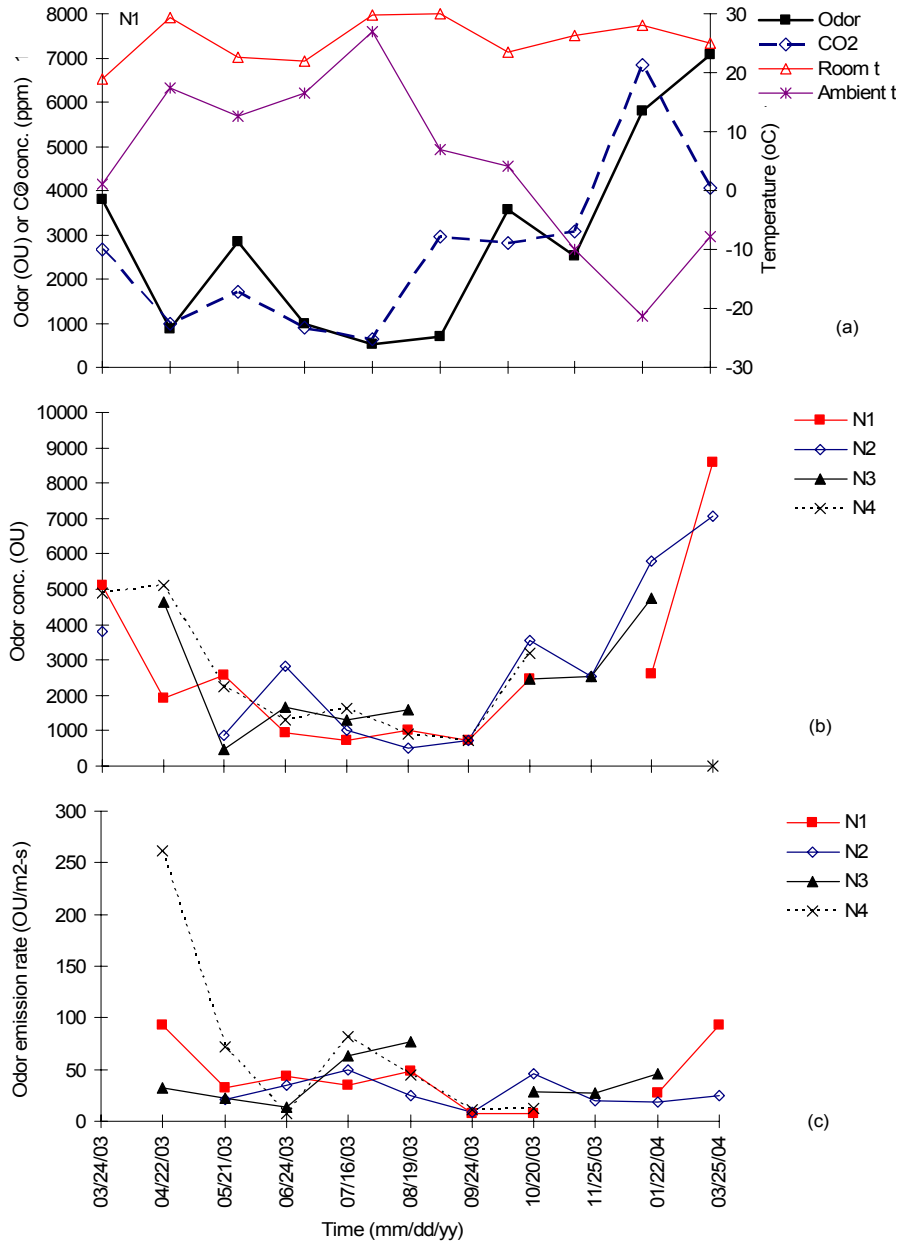 N1
Odor
CO2
Room t
Ambient t
8000
7000
6000
5000
4000
3000
2000
1000
0
Odor (OU) or CO2 conc. (ppm)
30
20
10
0
-10
-20
-30
Temperature (oC)
(a)
N1
N2
N3
N4
10000
9000
8000
7000
6000
5000
4000
3000
2000
1000
0
Odor conc. (OU)
(b)
N1
N2
N3
N4
300
250
200
150
100
50
0
Odor emission rate (OU/m2-s)
(c)
03/24/03
04/22/03
05/21/03
06/24/03
07/16/03
08/19/03
09/24/03
10/20/03
11/25/03
01/22/04
03/25/04
Time (mm/dd/yy)